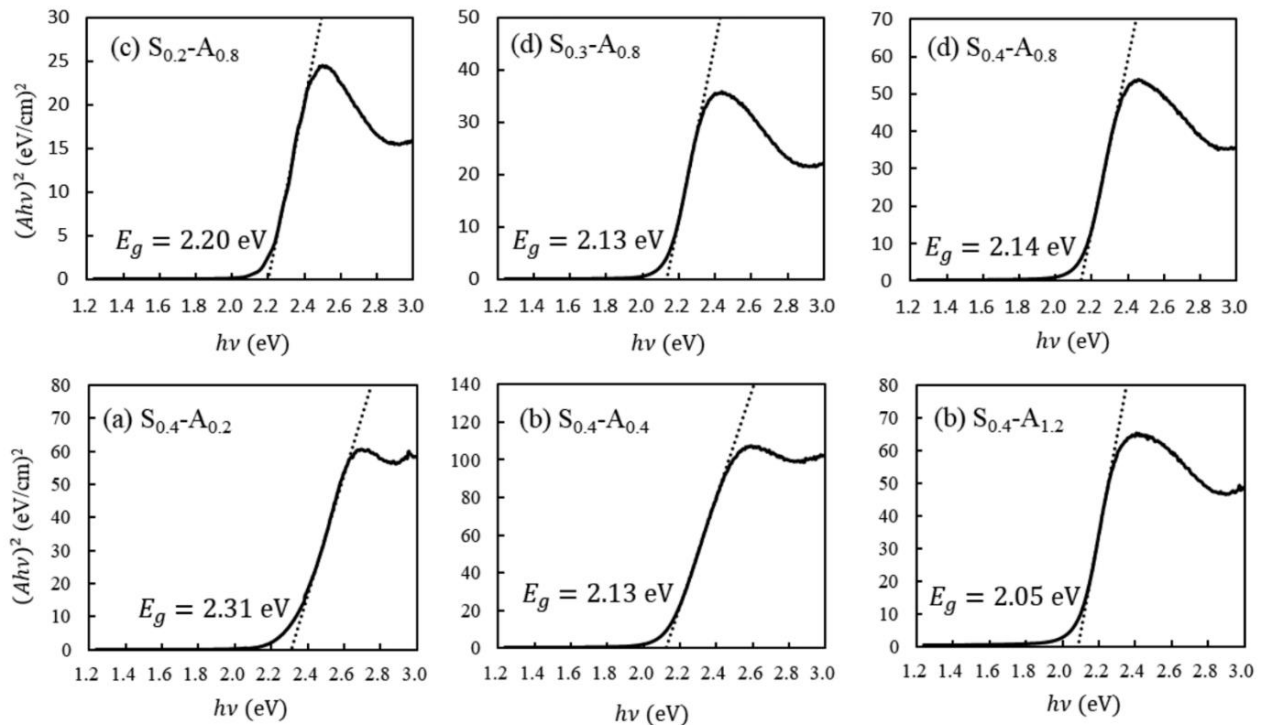 (c) S0.2-A0.8
(Ahν)² (eV/cm)²
30
25
20
15
10
5
0
Eg = 2.20 eV
1.2 1.4 1.6 1.8 2.0 2.2 2.4 2.6 2.8 3.0
hν (eV)
(d) S0.3-A0.8
50
40
30
20
10
0
Eg = 2.13 eV
1.2 1.4 1.6 1.8 2.0 2.2 2.4 2.6 2.8 3.0
hν (eV)
(d) S0.4-A0.8
70
60
50
40
30
20
10
0
Eg = 2.14 eV
1.2 1.4 1.6 1.8 2.0 2.2 2.4 2.6 2.8 3.0
hν (eV)
(a) S0.4-A0.2
(Ahν)² (eV/cm)²
80
70
60
50
40
30
20
10
0
Eg = 2.31 eV
1.2 1.4 1.6 1.8 2.0 2.2 2.4 2.6 2.8 3.0
hν (eV)
(b) S0.4-A0.4
140
120
100
80
60
40
20
0
Eg = 2.13 eV
1.2 1.4 1.6 1.8 2.0 2.2 2.4 2.6 2.8 3.0
hν (eV)
(b) S0.4-A1.2
80
70
60
50
40
30
20
10
0
Eg = 2.05 eV
1.2 1.4 1.6 1.8 2.0 2.2 2.4 2.6 2.8 3.0
hν (eV)